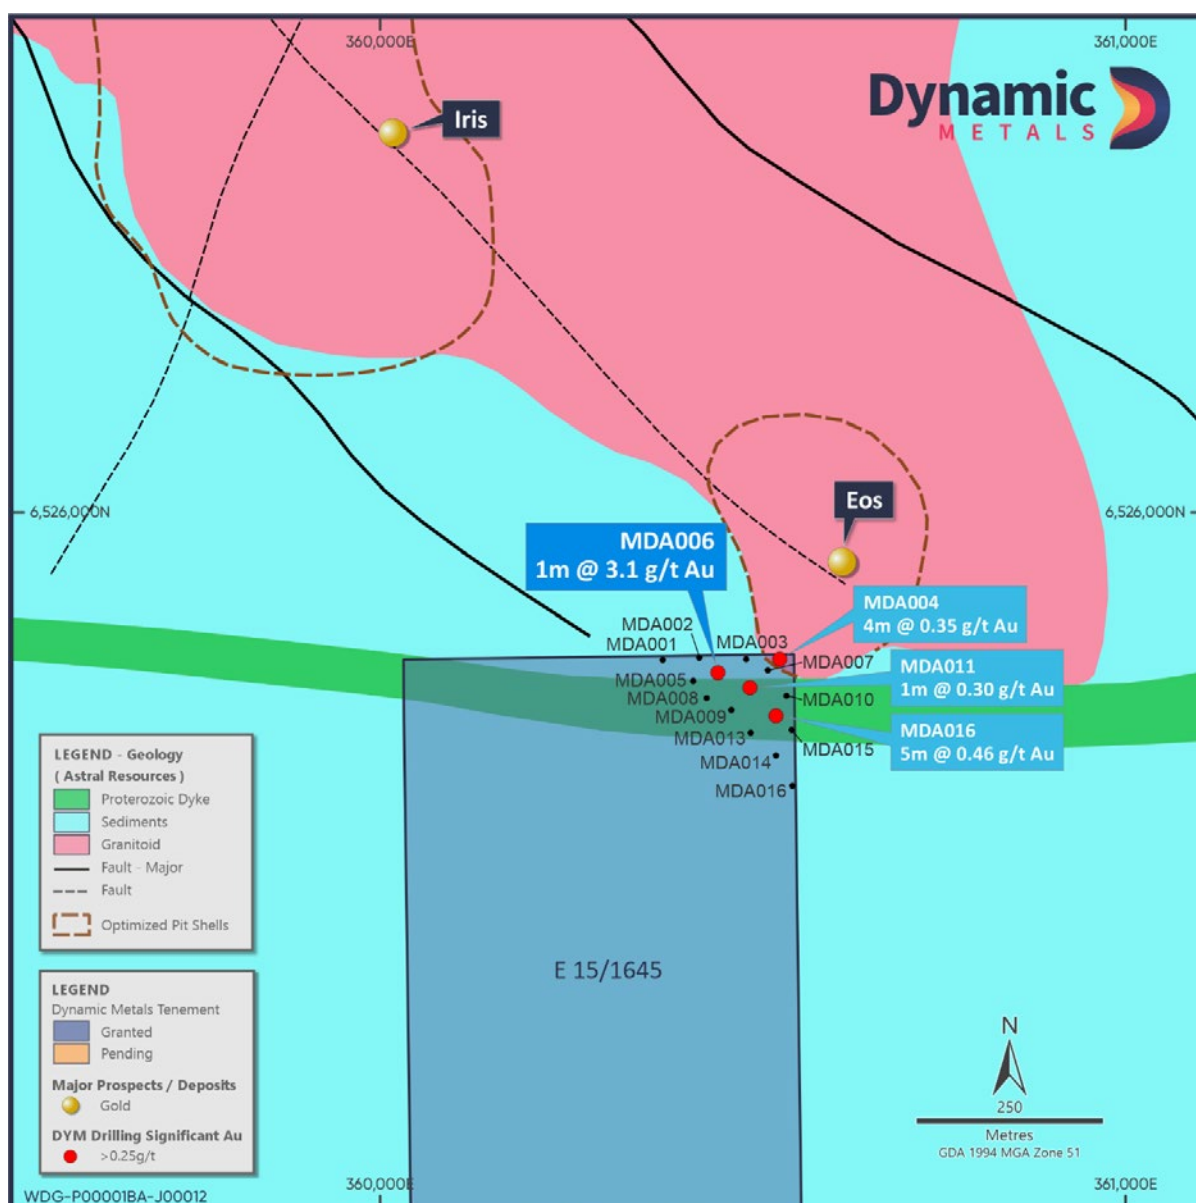 360,000E
361,000E
Dynamic
METALS
Iris
6,526,000N
6,526,000N
Eos
MDA006
1m @ 3.1 g/t Au
MDA004
4m @ 0.35 g/t Au
MDA002
MDA001
MDA003
MDA007
MDA011
1m @ 0.30 g/t Au
MDA005
MDA008
MDA010
MDA009
MDA016
5m @ 0.46 g/t Au
MDA013
MDA015
MDA014
MDA016
LEGEND - Geology
( Astral Resources )
Proterozoic Dyke
Sediments
Granitoid
Fault - Major
Fault
Optimized Pit Shells
E 15/1645
LEGEND
Dynamic Metals Tenement
Granted
Pending
Major Prospects / Deposits
Gold
DYM Drilling Significant Au
>0.25g/t
N
250
Metres
GDA 1994 MGA Zone 51
WDG-P00001BA-J00012
360,000E
361,000E